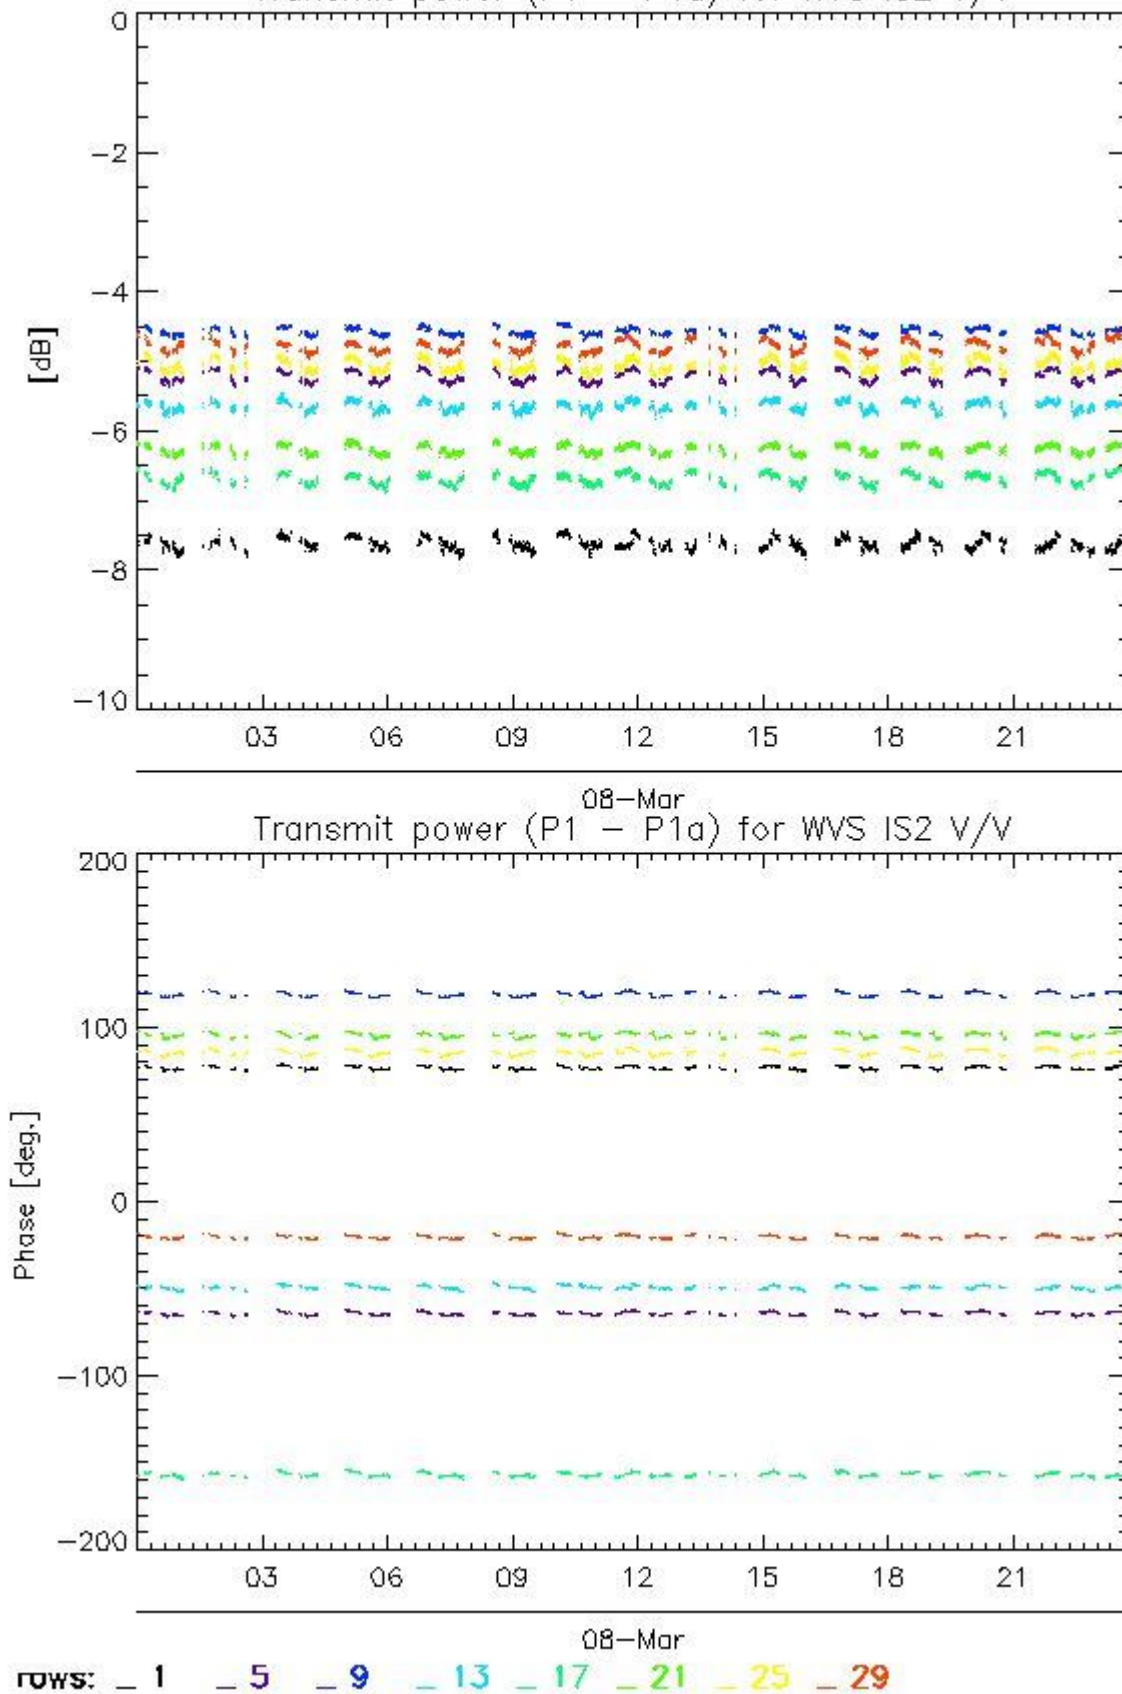 0
−2
−4
[dB]
−6
−8
−10
03 06 09 12 15 18 21
08−Mar
Transmit power (P1 − P1a) for WVS IS2 V/V
200
100
Phase [deg.]
0
−100
−200
03 06 09 12 15 18 21
08−Mar
rows: _ 1 _ 5 _ 9 _ 13 _ 17 _ 21 _ 25 _ 29